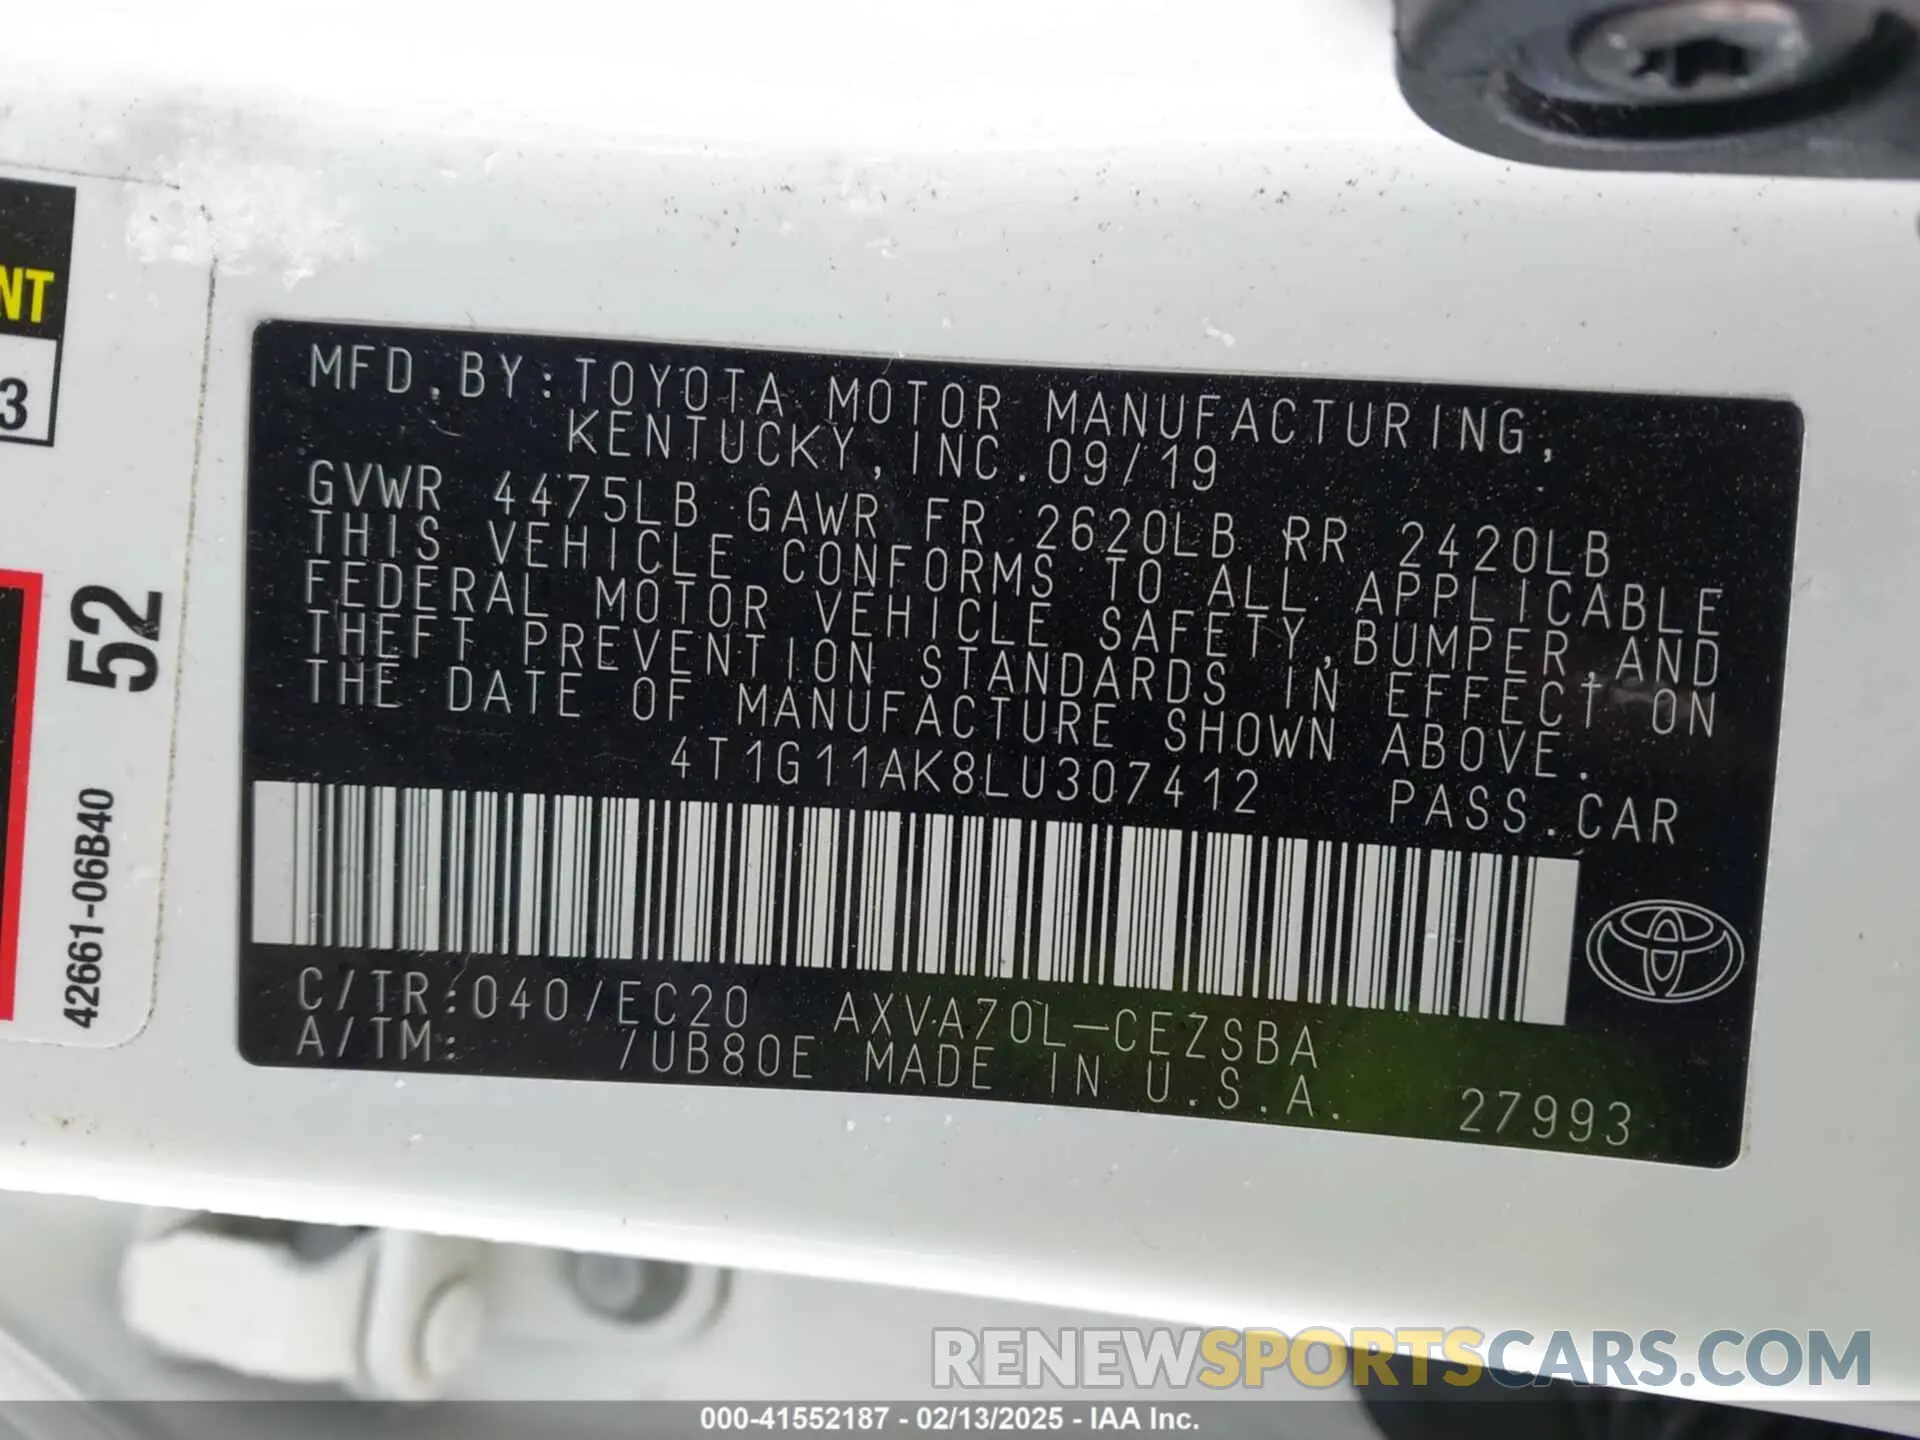 NT
3
52
42661-06B40
MFD.BY:TOYOTA MOTOR MANUFACTURING,
KENTUCKY,INC.09/19
GVWR 4475LB GAWR FR 2620LB RR 2420LB
THIS VEHICLE CONFORMS TO ALL APPLICABLE
FEDERAL MOTOR VEHICLE SAFETY,BUMPER,AND
THEFT PREVENTION STANDARDS IN EFFECT ON
THE DATE OF MANUFACTURE SHOWN ABOVE.
4T1G11AK8LU307412 PASS.CAR
C/TR:040/EC20 AXVA70L-CEZSBA
A/TM: /UB80E MADE IN U.S.A.
27993
RENEWSPORTSCARS.COM
000-41552187 - 02/13/2025 - IAA Inc.